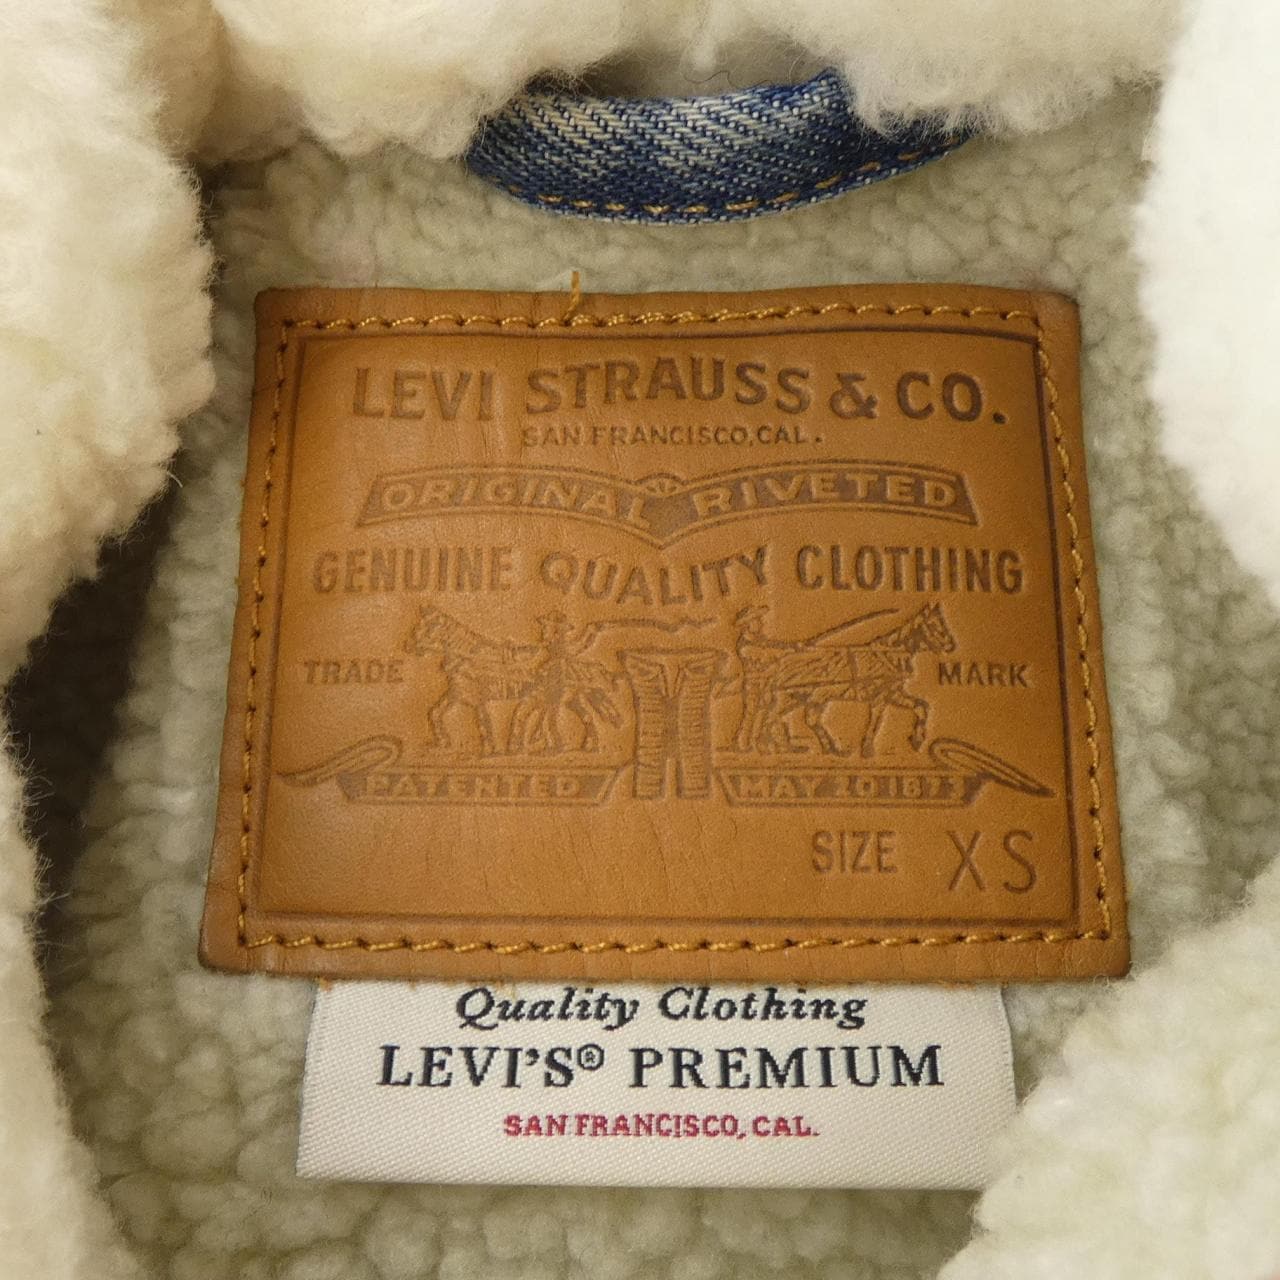 LEVI STRAUSS & CO.
SAN FRANCISCO, CAL.
ORIGINAL RIVETED
GENUINE QUALITY CLOTHING
TRADE MARK
PATENTED MAY 20 1873
SIZE XS
Quality Clothing
LEVI'S® PREMIUM
SAN FRANCISCO, CAL.